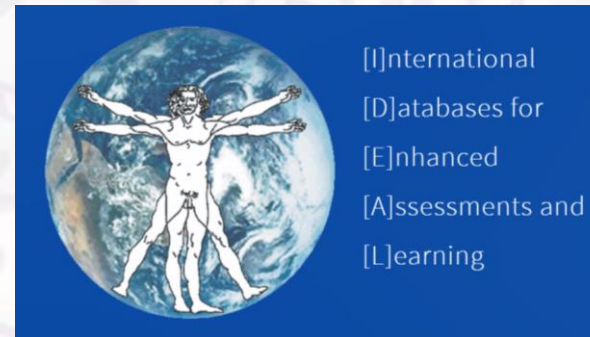 [I]nternational
[D]atabases for
[E]nhanced
[A]ssessments and
[L]earning